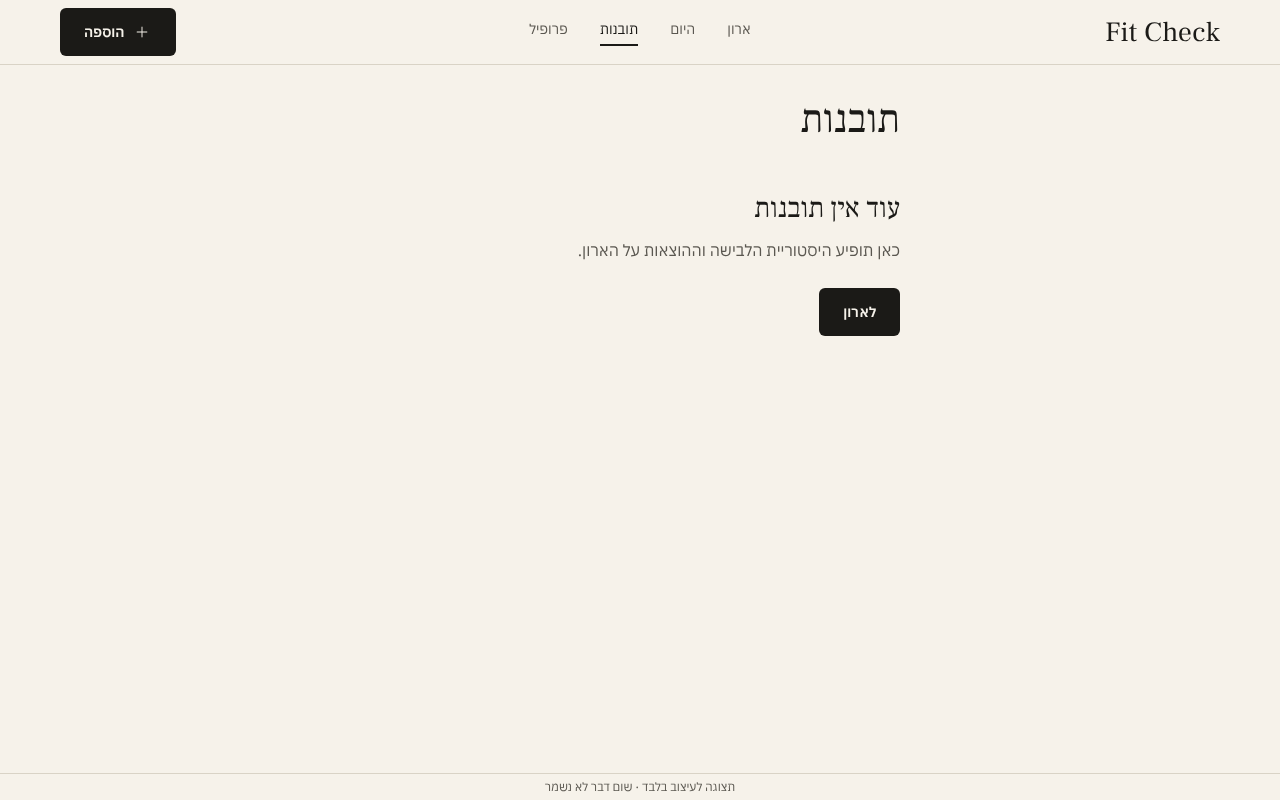 Fit Check
ארון
היום
תובנות
פרופיל
הוספה
תובנות
עוד אין תובנות
כאן תופיע היסטוריית הלבישה וההוצאות על הארון.
לארון
תצוגה לעיצוב בלבד · שום דבר לא נשמר